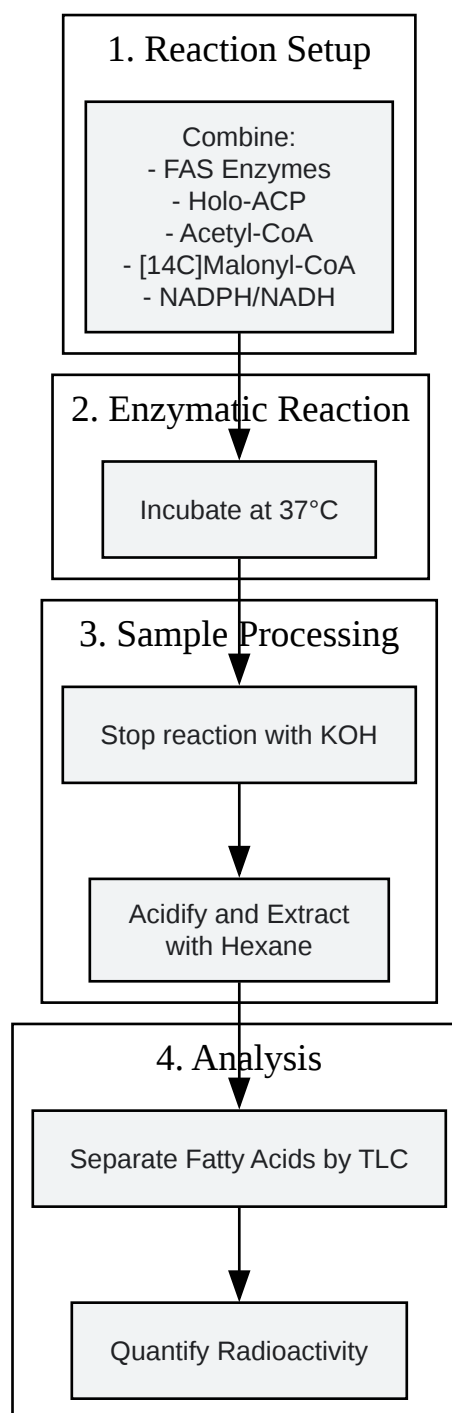 1. Reaction Setup
Combine:
- FAS Enzymes
- Holo-ACP
- Acetyl-CoA
- [14C]Malonyl-CoA
- NADPH/NADH
2. Enzymatic Reaction
Incubate at 37°C
3. Sample Processing
Stop reaction with KOH
Acidify and Extract
with Hexane
4. Analysis
Separate Fatty Acids by TLC
Quantify Radioactivity